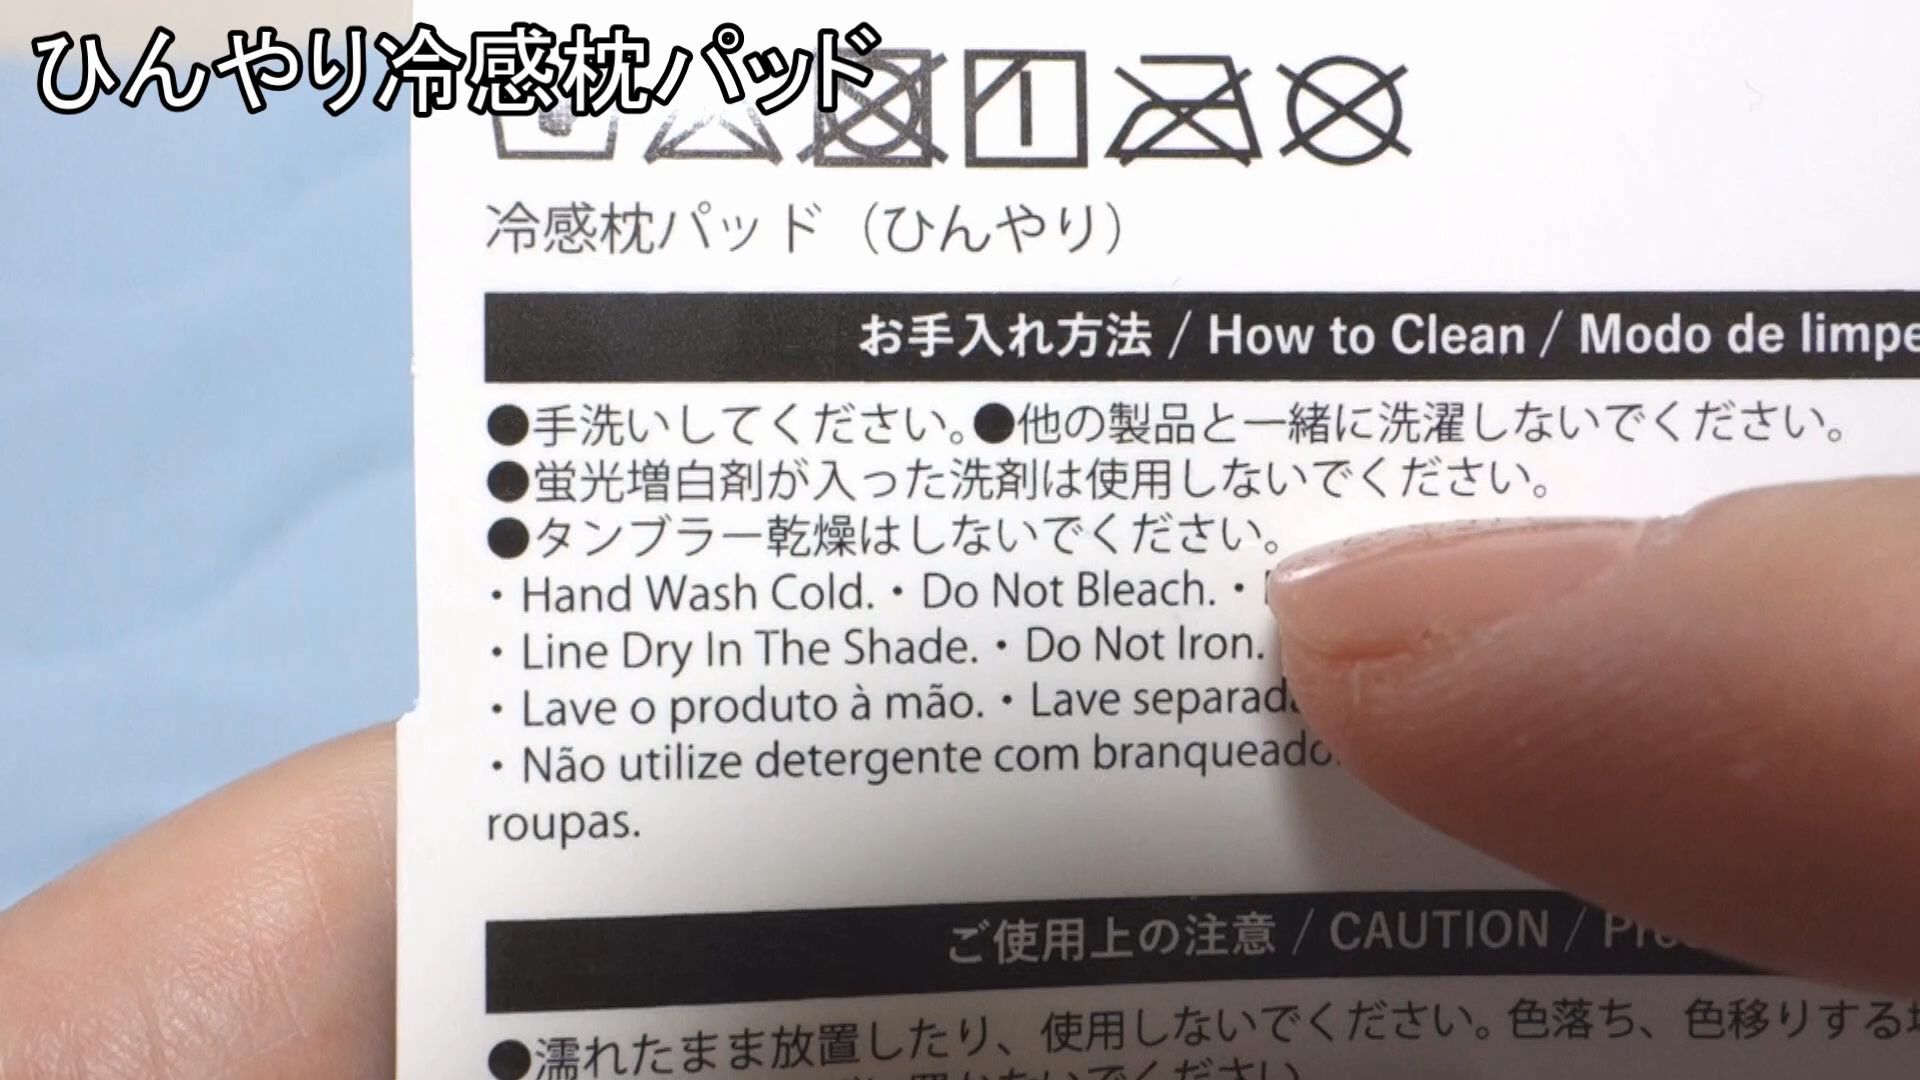 ひんやり冷感枕パッド
冷感枕パッド（ひんやり）
お手入れ方法 / How to Clean / Modo de limpe
●手洗いしてください。●他の製品と一緒に洗濯しないでください。
●蛍光増白剤が入った洗剤は使用しないでください。
●タンブラー乾燥はしないでください。
・Hand Wash Cold.・Do Not Bleach.・
・Line Dry In The Shade.・Do Not Iron.
・Lave o produto à mão.・Lave separad
・Não utilize detergente com branqueado
roupas.
ご使用上の注意 / CAUTION /
●濡れたまま放置したり、使用しないでください。色落ち、色移りする
ないでください